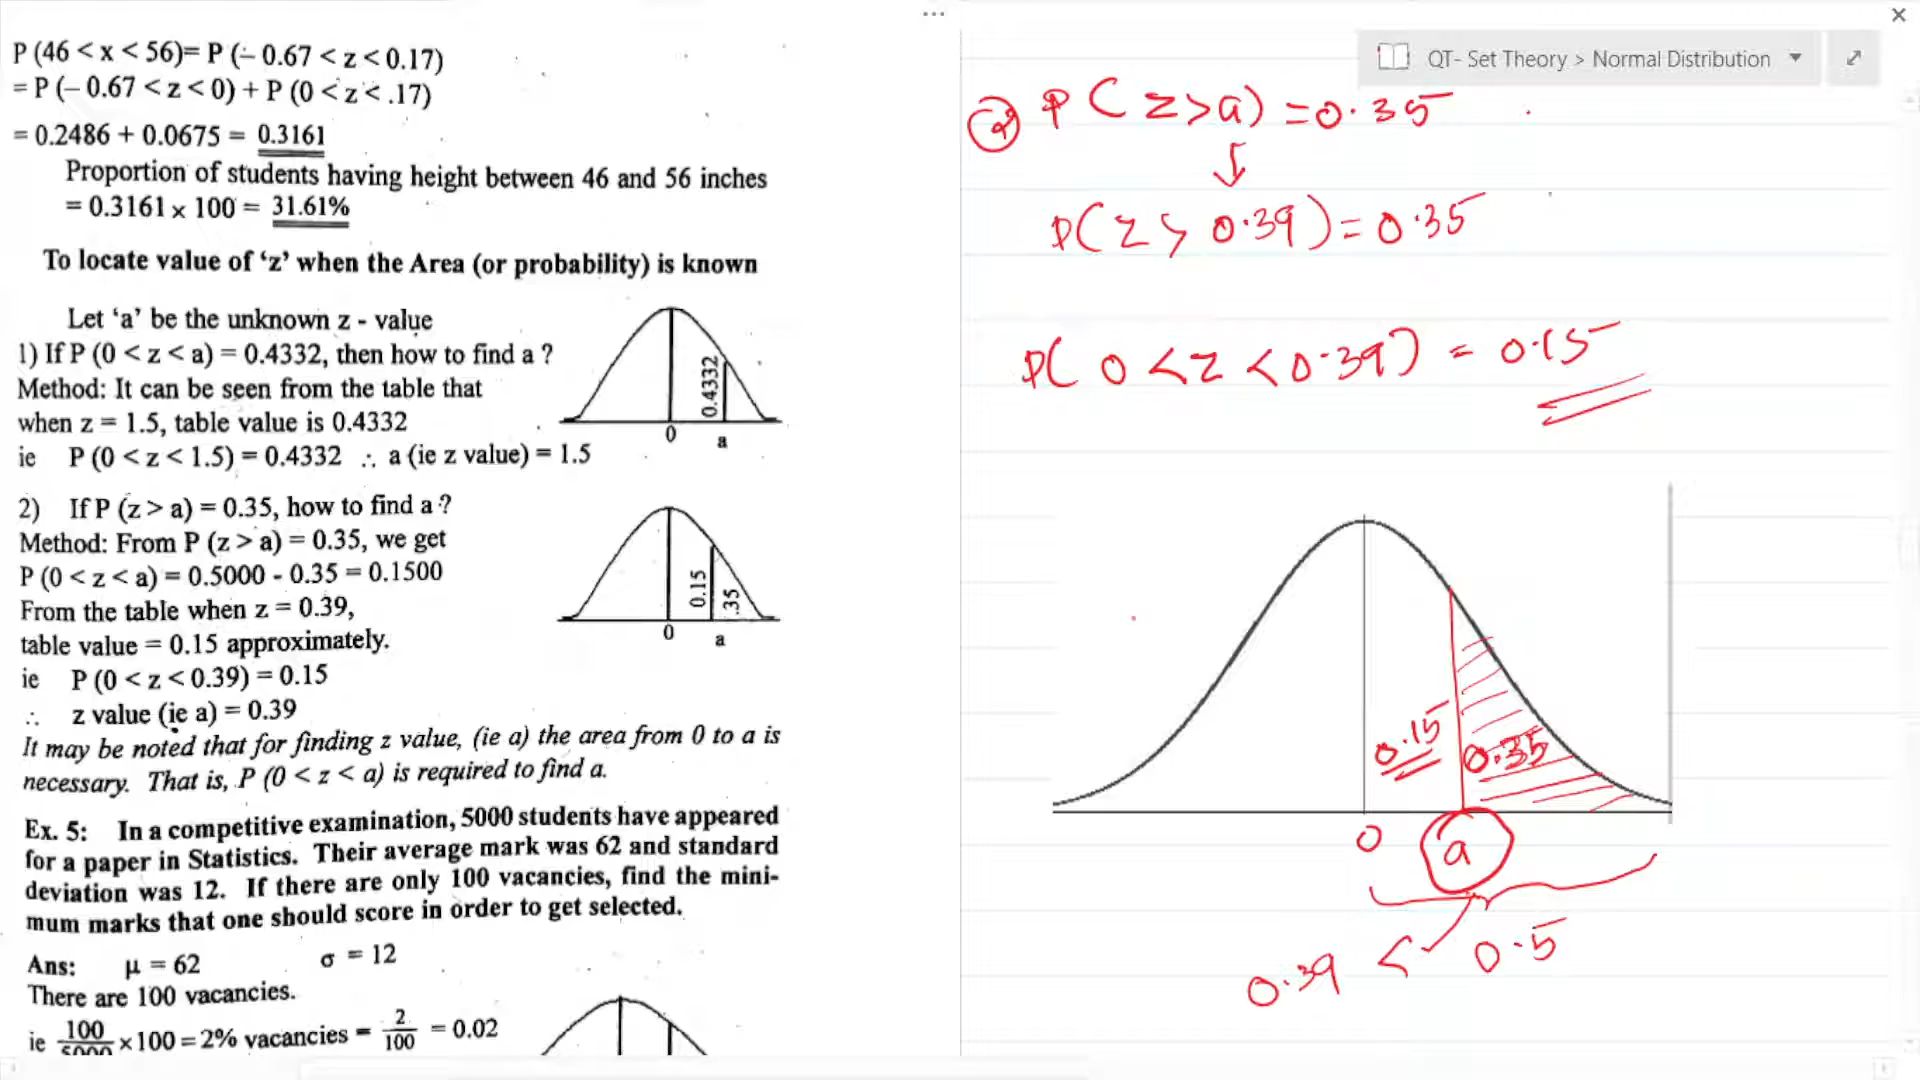 P (46 < x < 56)= P (– 0.67 < z < 0.17)
= P (– 0.67 < z < 0) + P (0 < z < .17)
= 0.2486 + 0.0675 = 0.3161
Proportion of students having height between 46 and 56 inches
= 0.3161 x 100 = 31.61%
To locate value of ‘z’ when the Area (or probability) is known
Let ‘a’ be the unknown z - value
1) If P (0 < z < a) = 0.4332, then how to find a ?
Method: It can be seen from the table that
when z = 1.5, table value is 0.4332
ie P (0 < z < 1.5) = 0.4332 ∴ a (ie z value) = 1.5
0.4332
0 a
2) If P (z > a) = 0.35, how to find a ?
Method: From P (z > a) = 0.35, we get
P (0 < z < a) = 0.5000 - 0.35 = 0.1500
From the table when z = 0.39,
table value = 0.15 approximately.
ie P (0 < z < 0.39) = 0.15
∴ z value (ie a) = 0.39
0.15 .35
0 a
It may be noted that for finding z value, (ie a) the area from 0 to a is
necessary. That is, P (0 < z < a) is required to find a.
Ex. 5: In a competitive examination, 5000 students have appeared
for a paper in Statistics. Their average mark was 62 and standard
deviation was 12. If there are only 100 vacancies, find the mini-
mum marks that one should score in order to get selected.
Ans: μ = 62 σ = 12
There are 100 vacancies.
ie 100/5000 x 100 = 2% vacancies = 2/100 = 0.02
QT- Set Theory > Normal Distribution
2 P ( z > a ) = 0.35
P( z > 0.39 ) = 0.35
P( 0 < z < 0.39 ) = 0.15
0.15 0.35
0 a
0.39 < 0.5